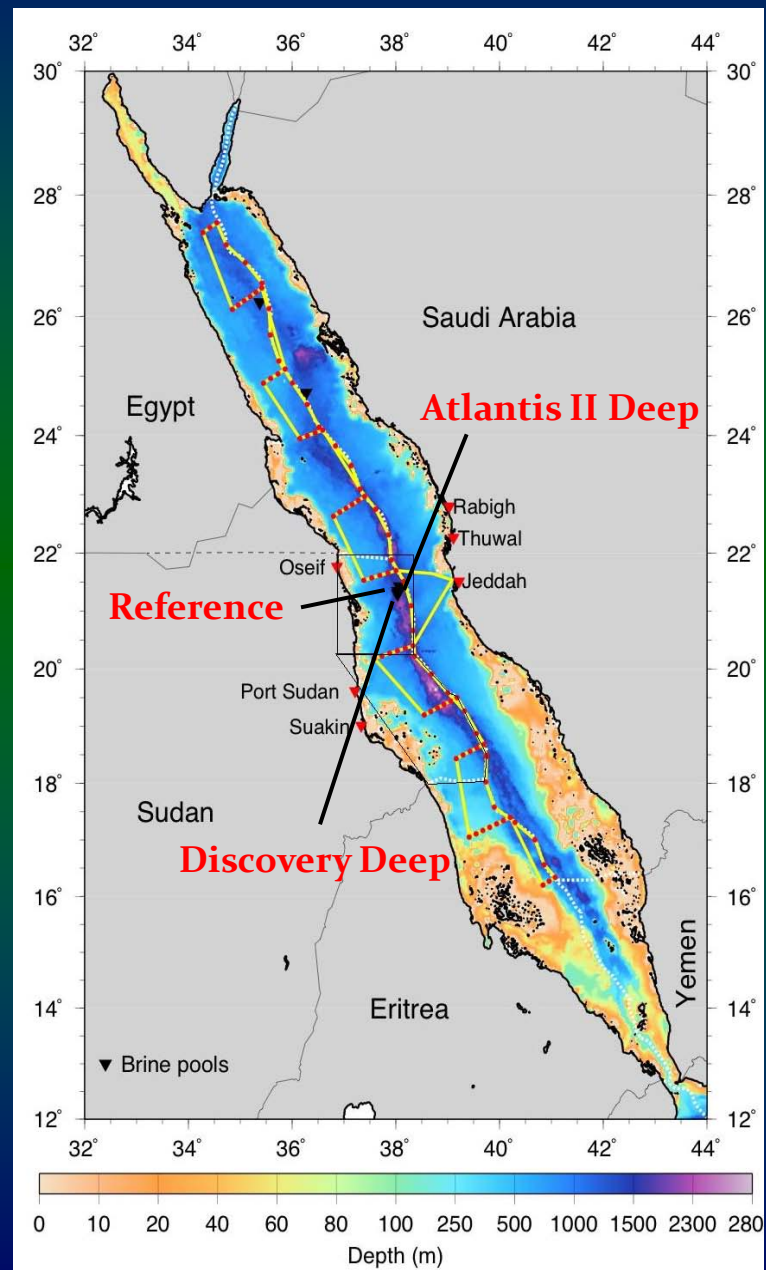 32° 34° 36° 38° 40° 42° 44°
30° 30°
28° 28°
26° 26°
Saudi Arabia
Egypt
Atlantis II Deep
24° 24°
Rabigh
Thuwal
22° 22°
Oseif
Jeddah
Reference
20° 20°
Port Sudan
Suakin
18° 18°
Sudan
Discovery Deep
16° 16°
Yemen
14° 14°
Eritrea
Brine pools
12° 12°
32° 34° 36° 38° 40° 42° 44°
0 10 20 40 60 80 100 250 500 1000 1500 2300 280
Depth (m)